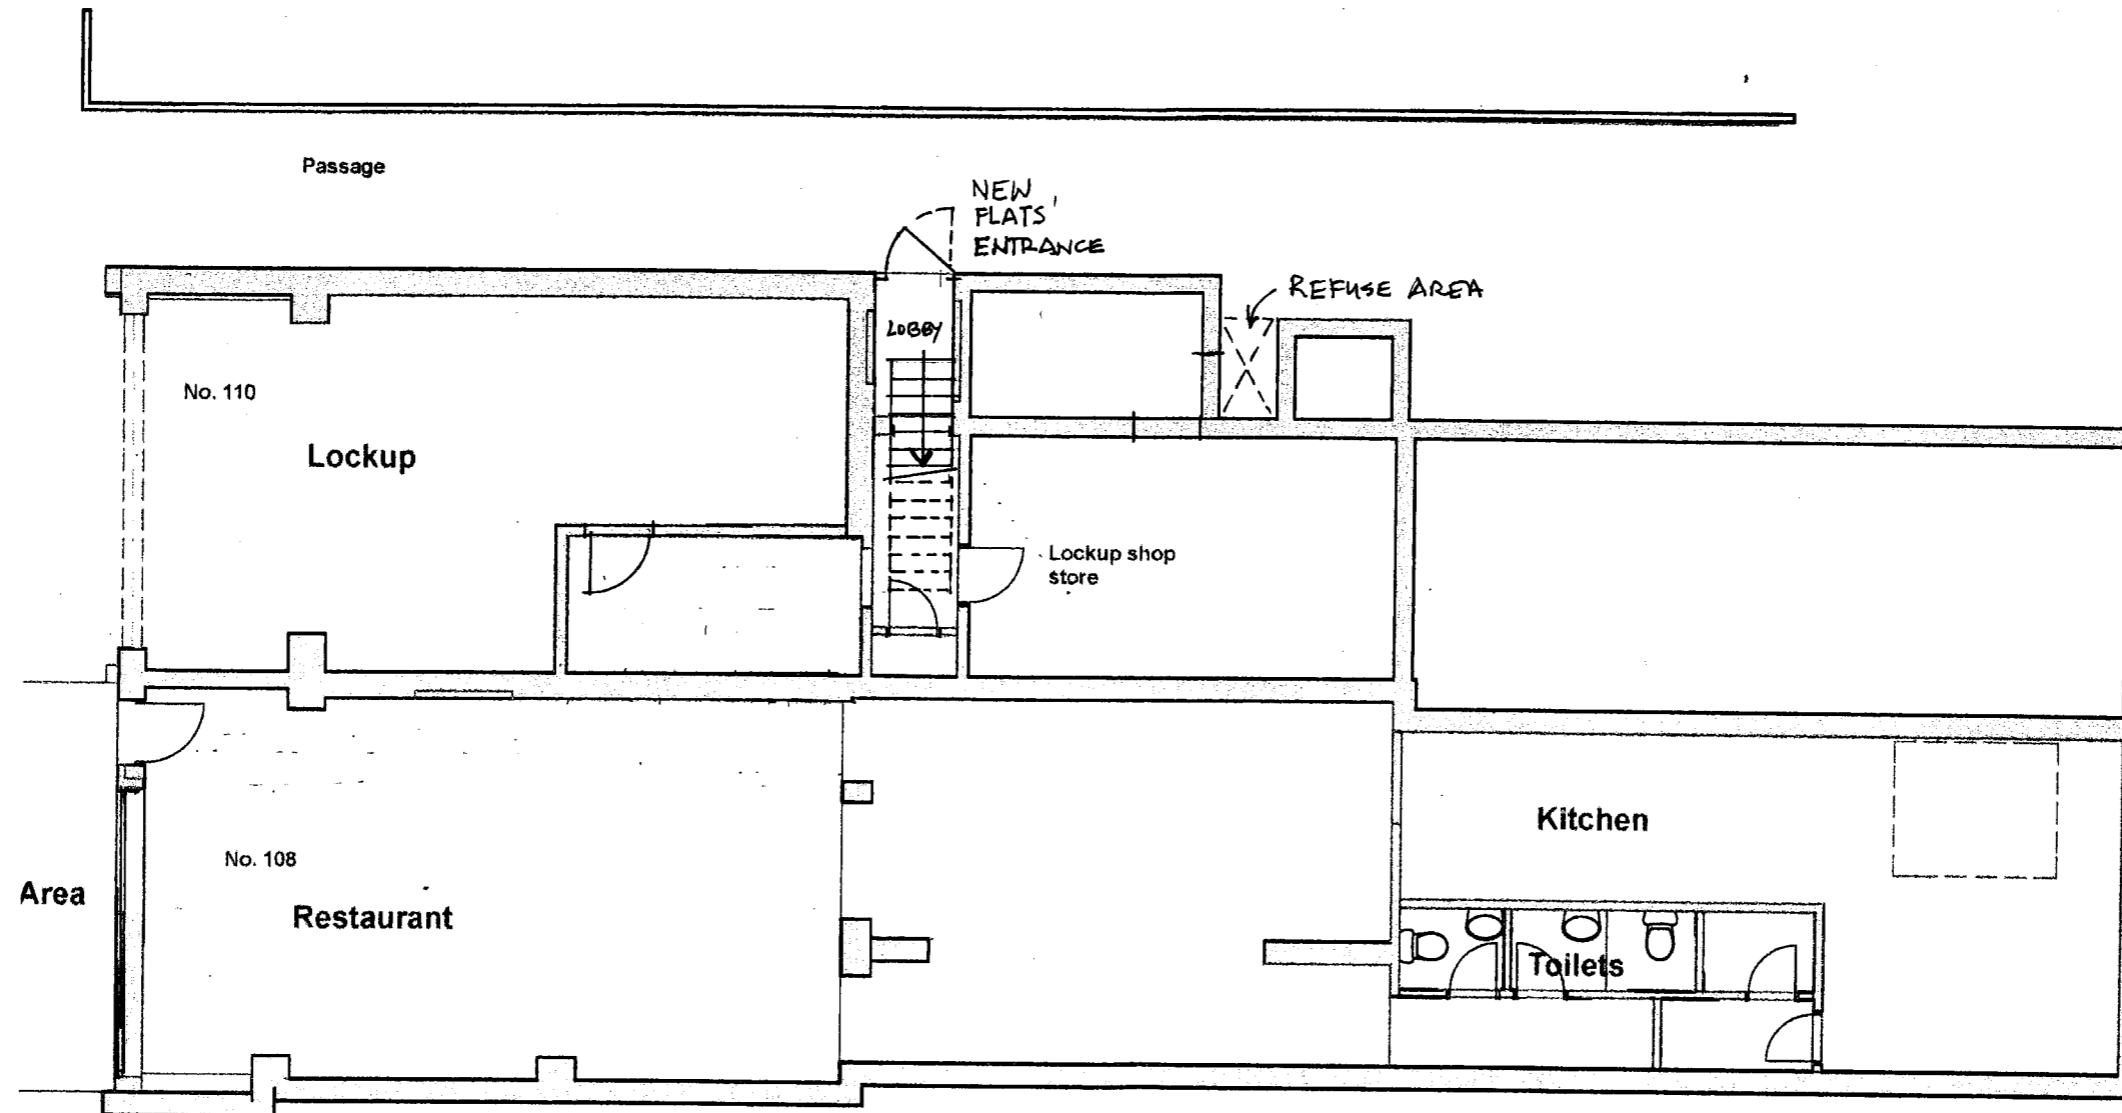 Passage
NEW
FLATS'
ENTRANCE
REFUSE AREA
LOBBY
No. 110
Lockup
Lockup shop
store
Kitchen
No. 108
Area
Restaurant
Toilets